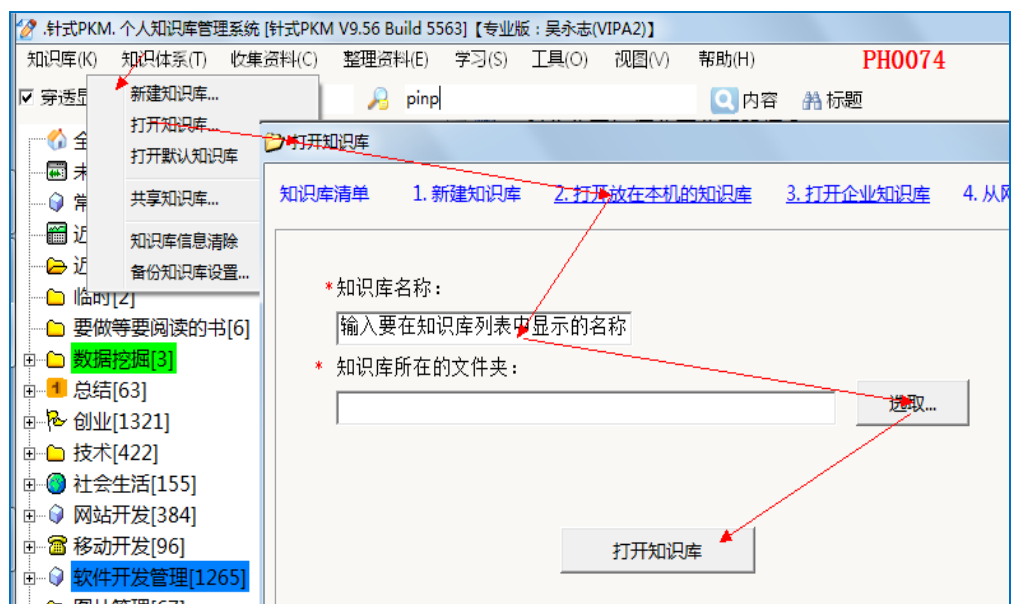 .针式PKM. 个人知识库管理系统 [针式PKM V9.56 Build 5563]【专业版：吴永志(VIPA2)】
知识库(K) 知识体系(T) 收集资料(C) 整理资料(E) 学习(S) 工具(O) 视图(V) 帮助(H) PH0074
穿透显 pinp 内容 标题
新建知识库...
打开知识库...
打开默认知识库
共享知识库...
知识库信息清除
备份知识库设置...
全
未
常
近
近
临时[2]
要做等要阅读的书[6]
数据挖掘[3]
总结[63]
创业[1321]
技术[422]
社会生活[155]
网站开发[384]
移动开发[96]
软件开发管理[1265]
打开知识库
知识库清单 1. 新建知识库 2. 打开放在本机的知识库 3. 打开企业知识库 4. 从网
*知识库名称：
输入要在知识库列表中显示的名称
* 知识库所在的文件夹：
选取...
打开知识库